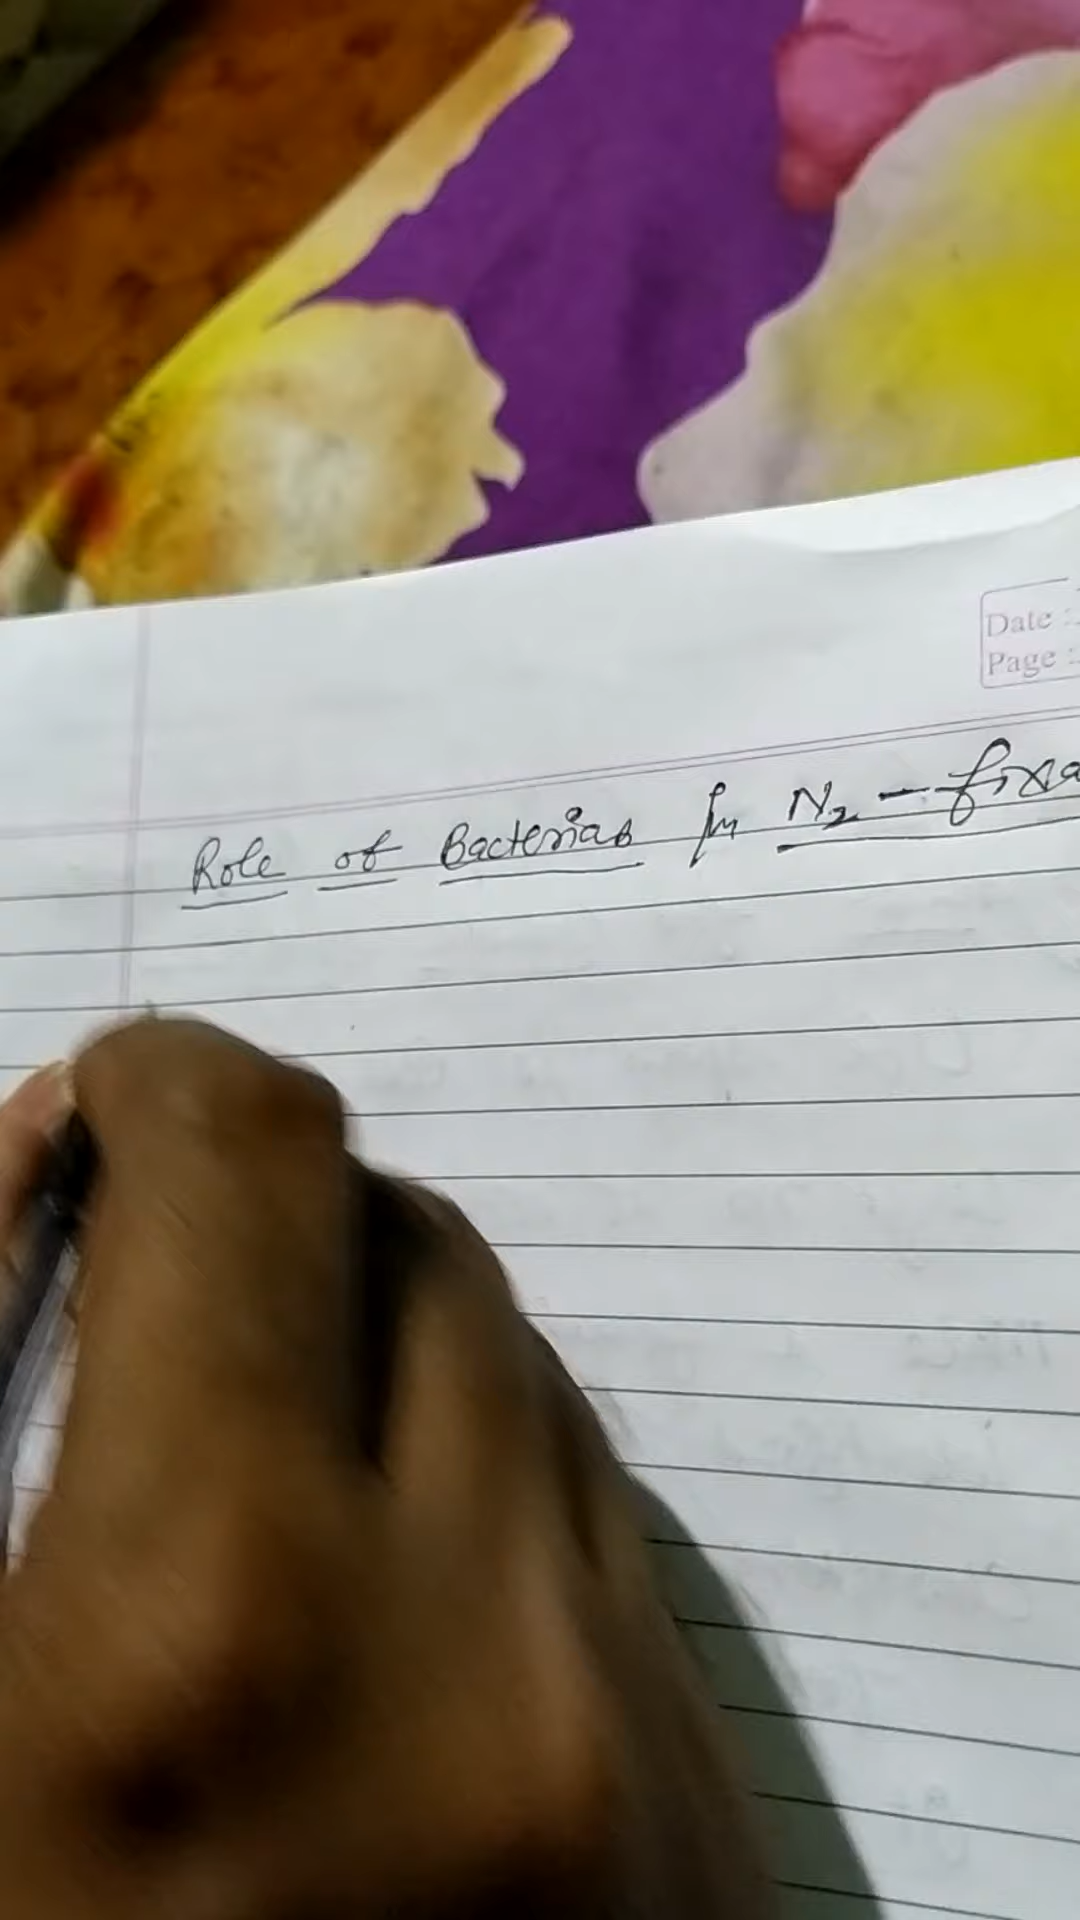 Date :
Page :
Role of Bacterias In N2 - fixa